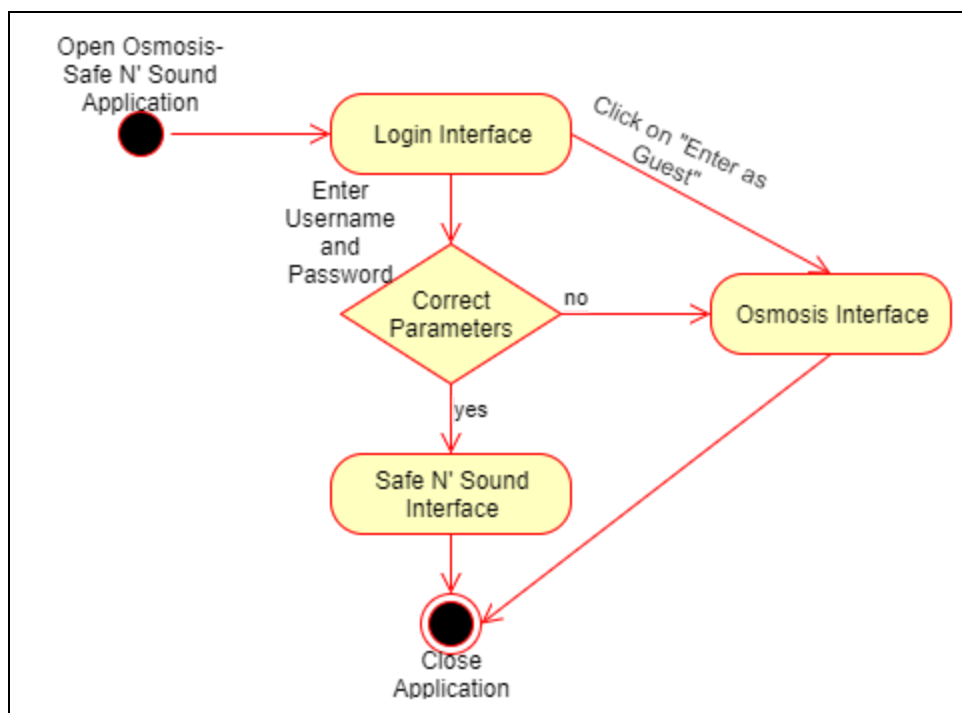 Open Osmosis-
Safe N' Sound
Application
Login Interface
Click on "Enter as
Guest"
Enter
Username
and
Password
Correct
Parameters
no
Osmosis Interface
yes
Safe N' Sound
Interface
Close
Application